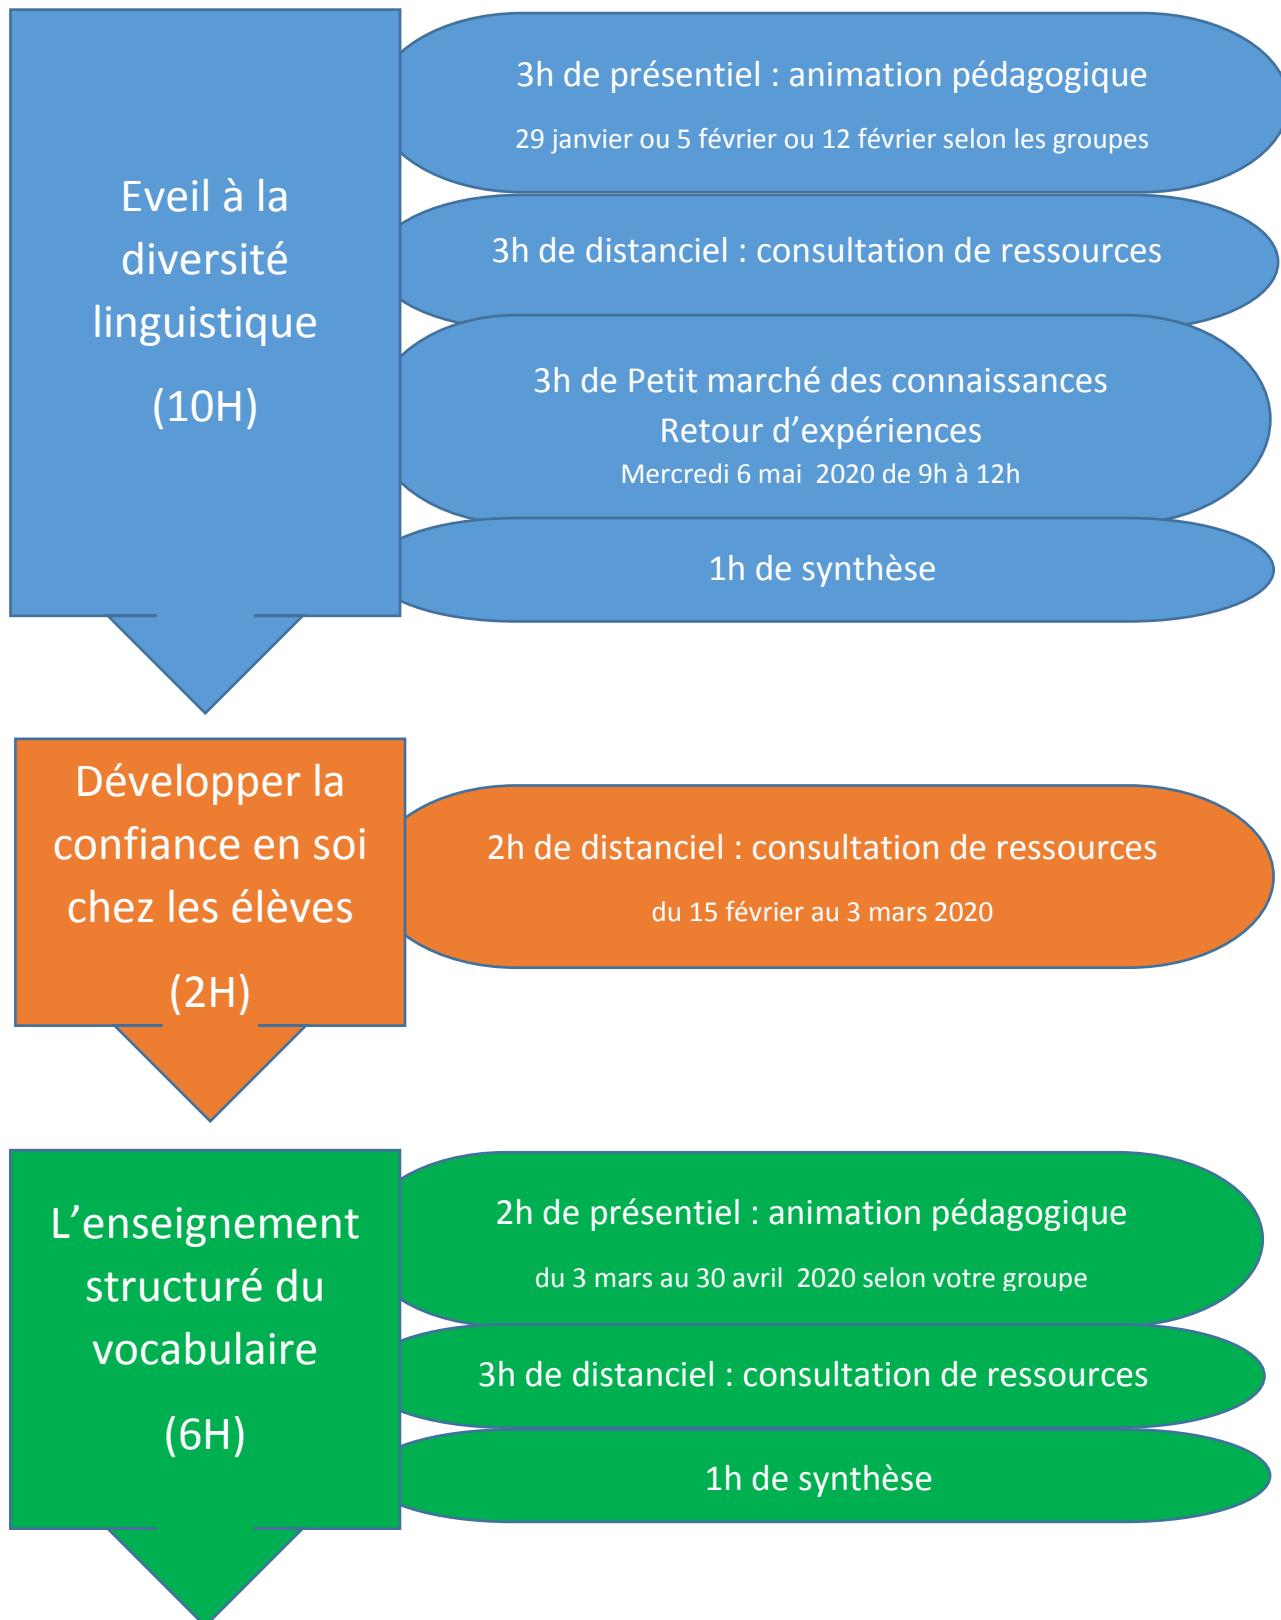 Eveil à la
diversité
linguistique
(10H)
3h de présentiel : animation pédagogique
29 janvier ou 5 février ou 12 février selon les groupes
3h de distanciel : consultation de ressources
3h de Petit marché des connaissances
Retour d’expériences
Mercredi 6 mai  2020 de 9h à 12h
1h de synthèse
Développer la
confiance en soi
chez les élèves
(2H)
2h de distanciel : consultation de ressources
du 15 février au 3 mars 2020
L’enseignement
structuré du
vocabulaire
(6H)
2h de présentiel : animation pédagogique
du 3 mars au 30 avril  2020 selon votre groupe
3h de distanciel : consultation de ressources
1h de synthèse